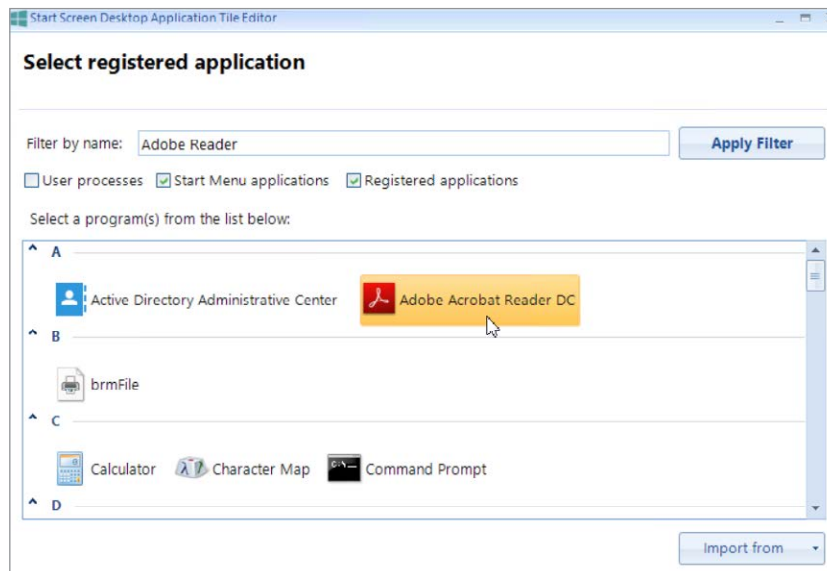 Start Screen Desktop Application Tile Editor
Select registered application
Filter by name: Adobe Reader Apply Filter
User processes Start Menu applications Registered applications
Select a program(s) from the list below:
A
Active Directory Administrative Center Adobe Acrobat Reader DC
B
brmFile
C
Calculator Character Map Command Prompt
D
Import from